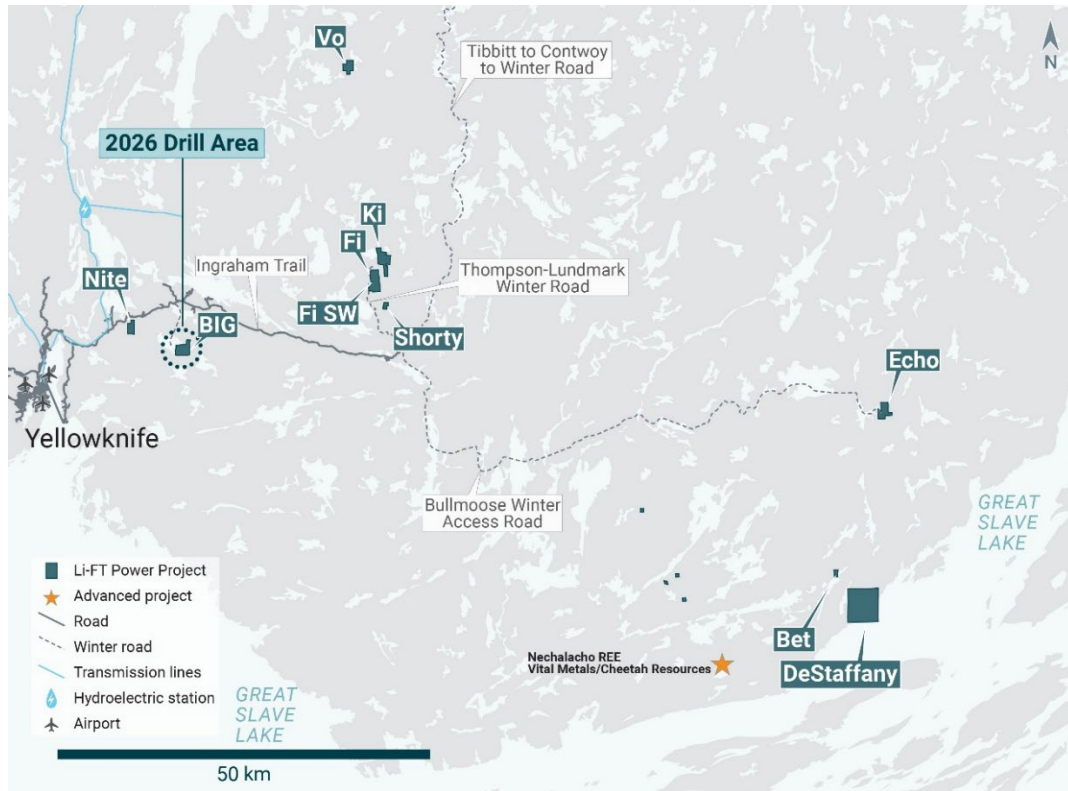 Vo
Tibbitt to Contwoy
to Winter Road
N
2026 Drill Area
Ki
Fi
Ingraham Trail
Thompson-Lundmark
Winter Road
Nite
BIG
Fi SW
Shorty
Echo
Yellowknife
Bullmoose Winter
Access Road
GREAT
SLAVE
LAKE
Li-FT Power Project
Advanced project
Road
Winter road
Transmission lines
Hydroelectric station
Airport
Bet
DeStaffany
Nechalacho REE
Vital Metals/Cheetah Resources
GREAT
SLAVE
LAKE
50 km